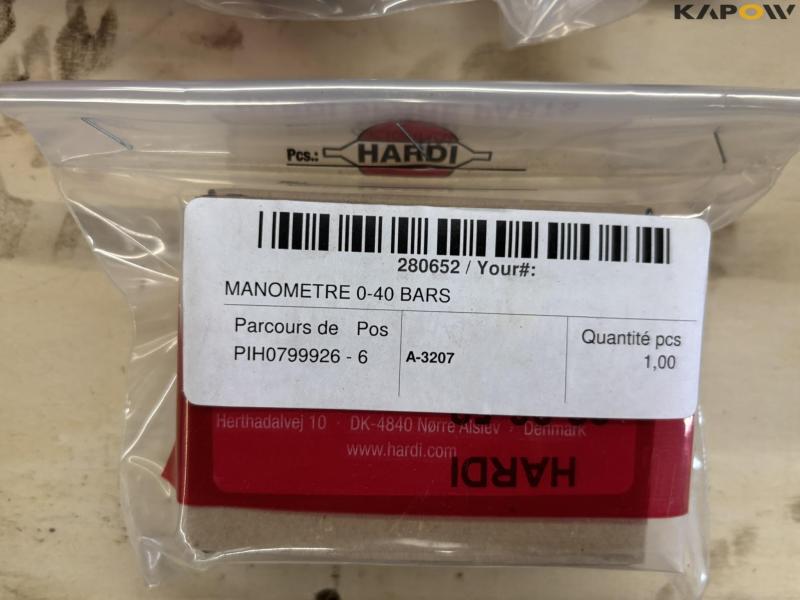 KAPOW
Pcs.: HARDI
280652 / Your#:
MANOMETRE 0-40 BARS
Parcours de Pos
PIH0799926 - 6
A-3207
Quantité pcs
1,00
Herthadalvej 10 · DK-4840 Nørre Alslev · Denmark
www.hardi.com
HARDI